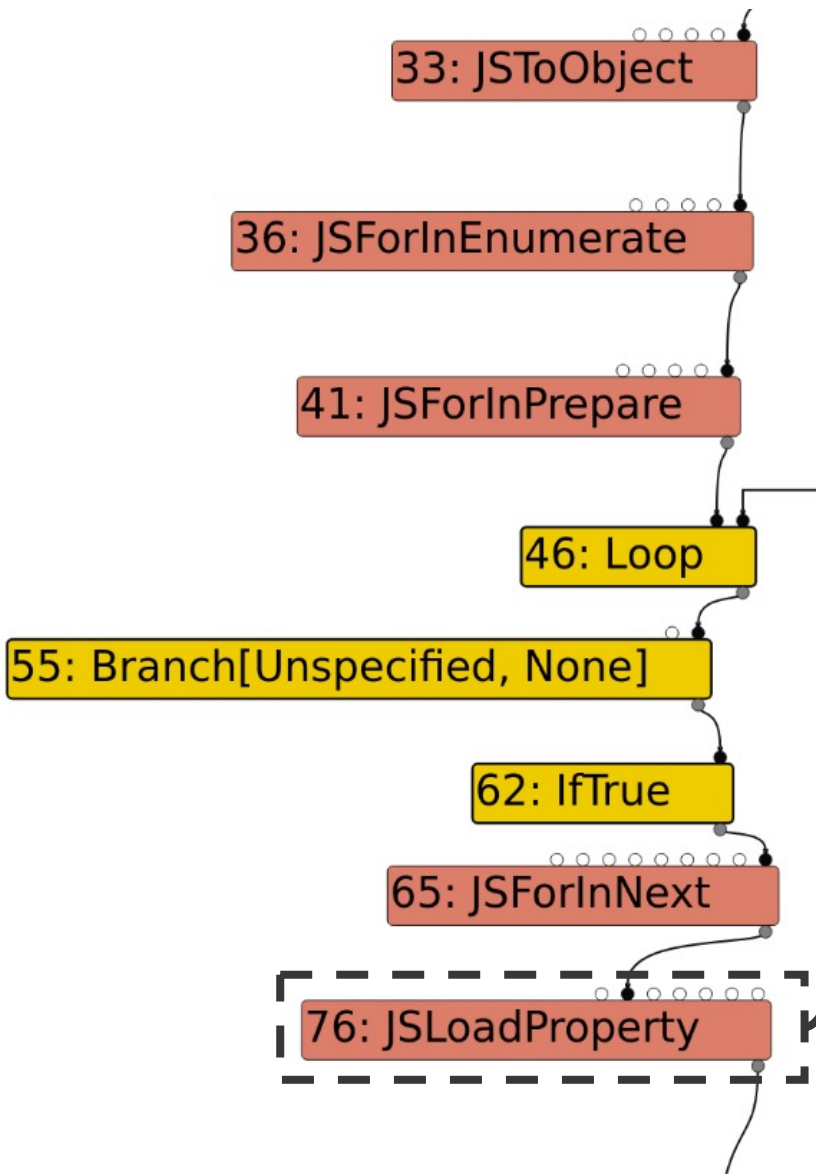 33: JSToObject
36: JSForInEnumerate
41: JSForInPrepare
46: Loop
55: Branch[Unspecified, None]
62: IfTrue
65: JSForInNext
76: JSLoadProperty